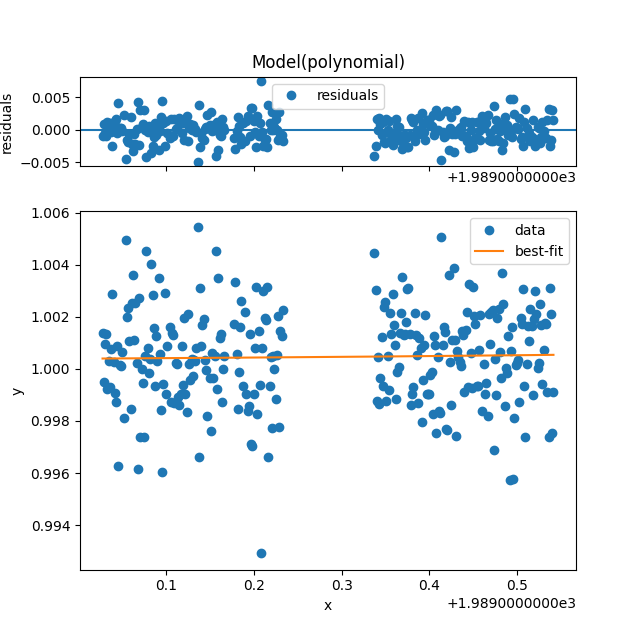 Model(polynomial)
residuals
0.005
0.000
−0.005
residuals
+1.9890000000e3
1.006
1.004
1.002
1.000
0.998
0.996
0.994
y
data
best-fit
0.1 0.2 0.3 0.4 0.5
x
+1.9890000000e3